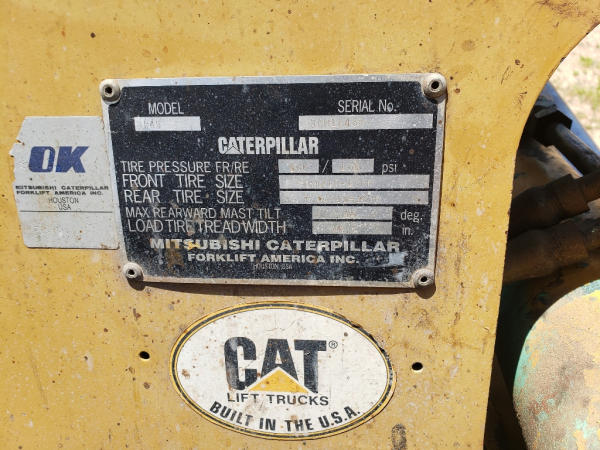 MODEL
SERIAL No.
CATERPILLAR
TIRE PRESSURE FR/RE / psi
FRONT TIRE SIZE
REAR TIRE SIZE
MAX REARWARD MAST TILT deg.
LOAD TIRE TREAD WIDTH in.
MITSUBISHI CATERPILLAR
FORKLIFT AMERICA INC.
HOUSTON USA
OK
MITSUBISHI CATERPILLAR
FORKLIFT AMERICA INC.
HOUSTON
USA
CAT®
LIFT TRUCKS
BUILT IN THE U.S.A.